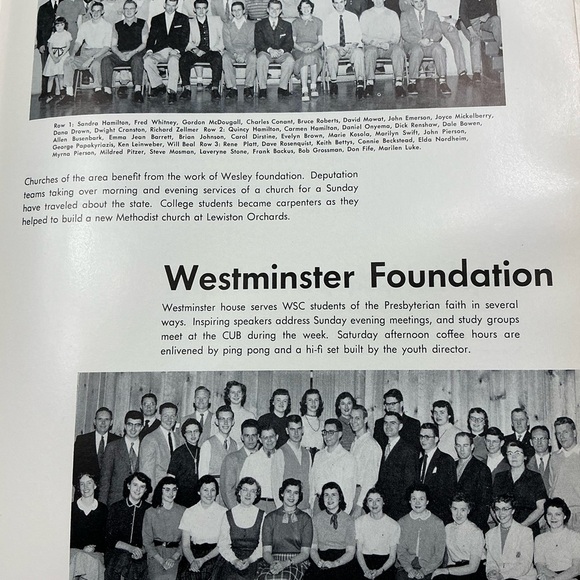 Row 1: Sandra Hamilton, Fred Whitney, Gordon McDougall, Charles Conant, Bruce Roberts, David Mowat, John Emerson, Joyce Mickelberry,
Dana Drown, Dwight Cranston, Richard Zellmer Row 2: Quincy Hamilton, Carmen Hamilton, Daniel Onyema, Dick Renshaw, Dale Bowen,
Allen Busenbark, Emma Jean Barrett, Brian Johnson, Carol Dirstine, Evelyn Brown, Marie Kosola, Marilyn Swift, John Pierson,
George Papakyriazis, Ken Leinweber, Will Beal Row 3: Rene Platt, Dave Rosenquist, Keith Bettys, Connie Beckstead, Elda Nordheim,
Myrna Pierson, Mildred Pitzer, Steve Mosman, Laveryne Stone, Frank Backus, Bob Grossman, Don Fife, Marilen Luke.
Churches of the area benefit from the work of Wesley foundation. Deputation
teams taking over morning and evening services of a church for a Sunday
have traveled about the state. College students became carpenters as they
helped to build a new Methodist church at Lewiston Orchards.
Westminster Foundation
Westminster house serves WSC students of the Presbyterian faith in several
ways. Inspiring speakers address Sunday evening meetings, and study groups
meet at the CUB during the week. Saturday afternoon coffee hours are
enlivened by ping pong and a hi-fi set built by the youth director.